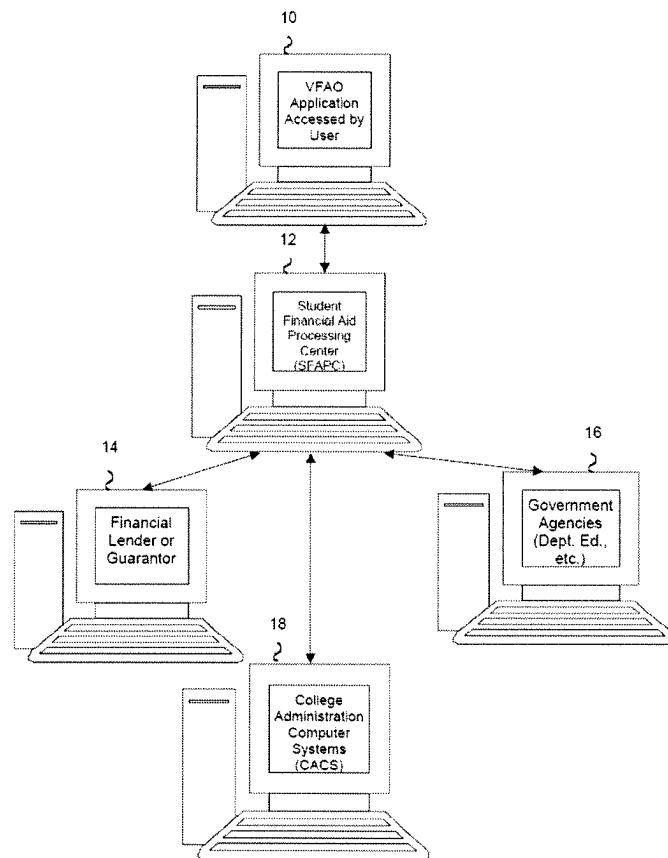 10
VFAO
Application
Accessed by
User
12
Student
Financial Aid
Processing
Center
(SFAPC)
14
Financial
Lender or
Guarantor
16
Government
Agencies
(Dept. Ed.,
etc.)
18
College
Administration
Computer
Systems
(CACS)